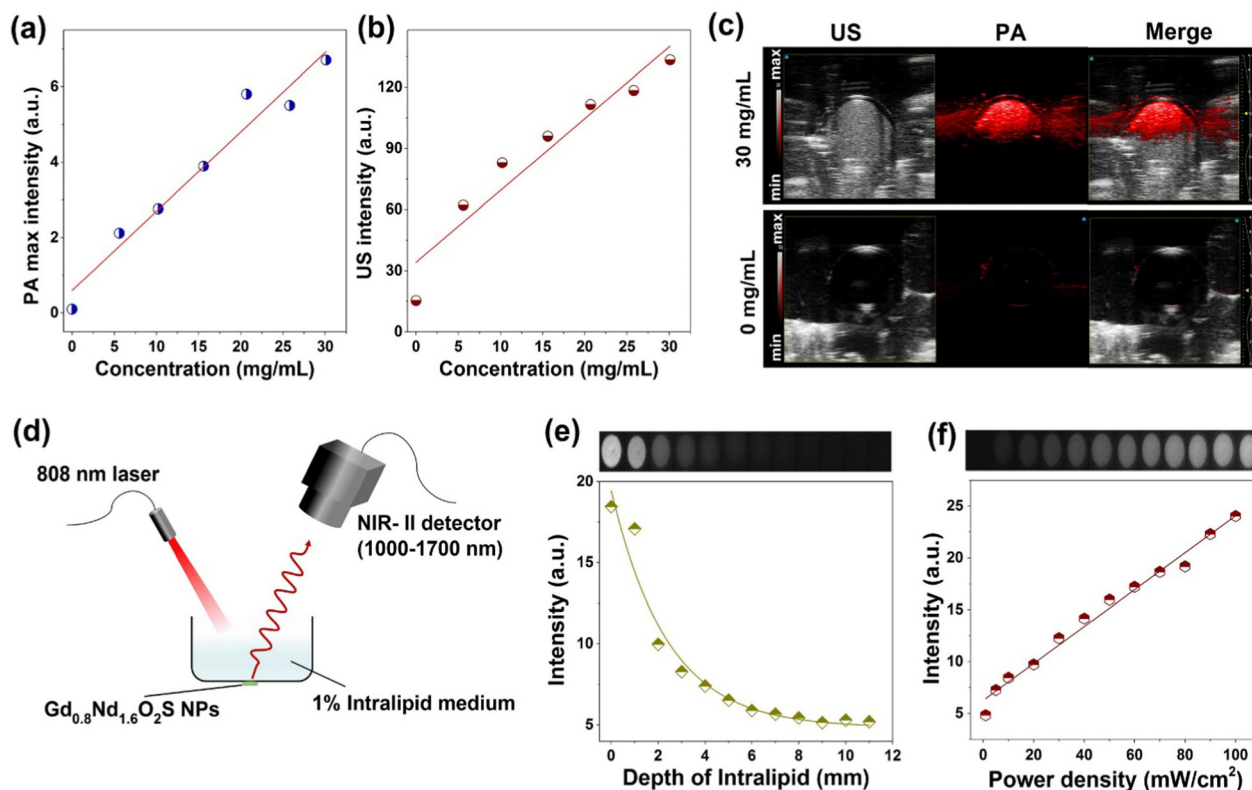 (a)
PA max intensity (a.u.)
6
4
2
0
0 5 10 15 20 25 30
Concentration (mg/mL)
(b)
US intensity (a.u.)
120
90
60
30
0
0 5 10 15 20 25 30
Concentration (mg/mL)
(c)
US PA Merge
30 mg/mL
max
min
0 mg/mL
max
min
(d)
808 nm laser
NIR- II detector
(1000-1700 nm)
1% Intralipid medium
Gd₀.₈Nd₁.₆O₂S NPs
(e)
Intensity (a.u.)
20
15
10
5
0 2 4 6 8 10 12
Depth of Intralipid (mm)
(f)
Intensity (a.u.)
25
20
15
10
5
0 20 40 60 80 100
Power density (mW/cm²)